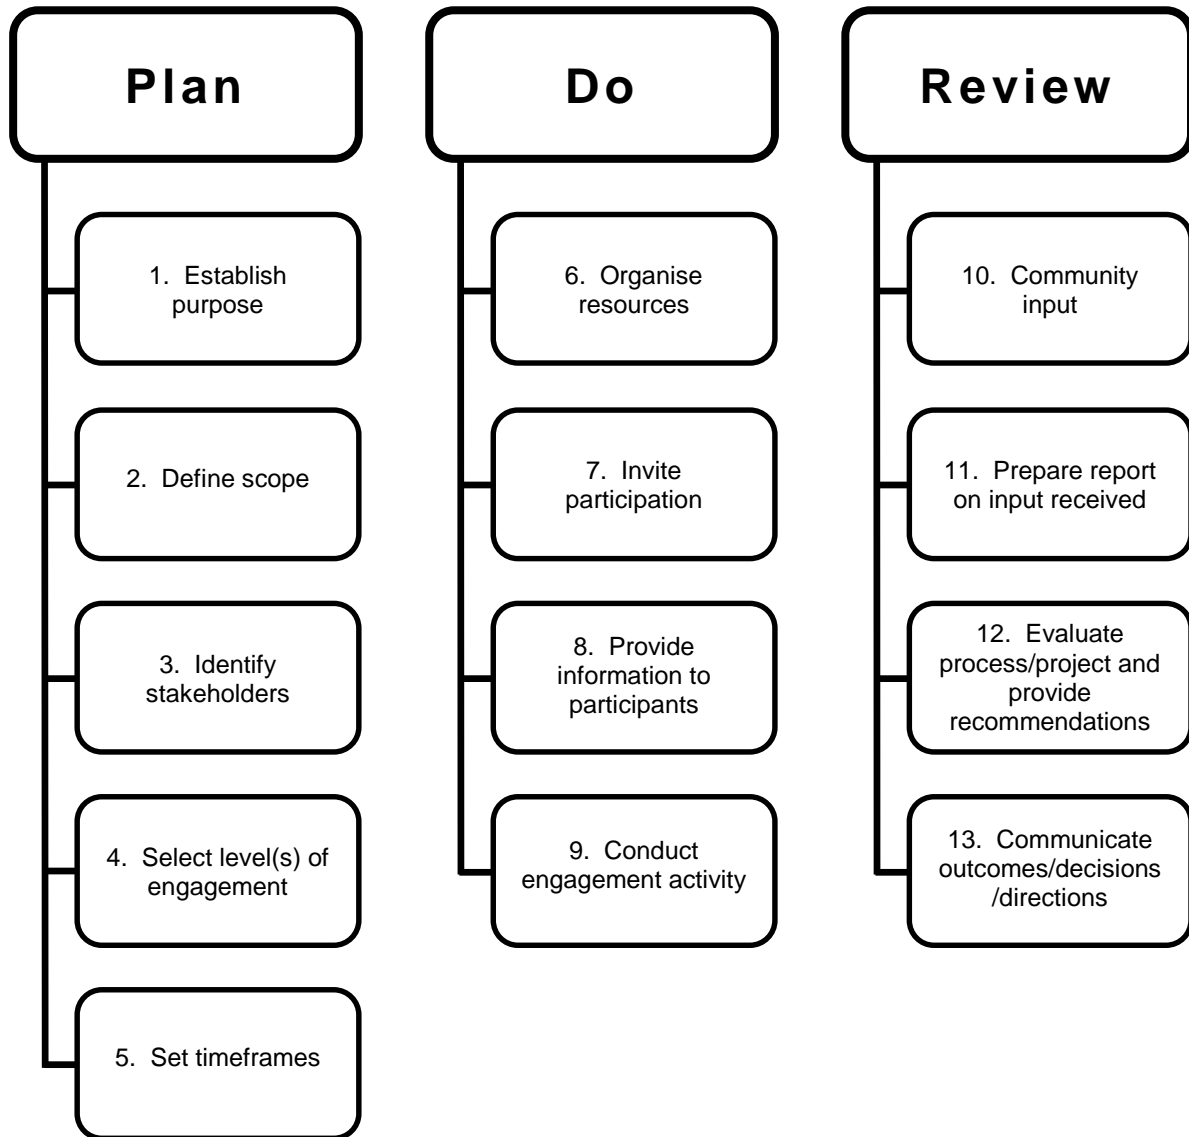 Plan
1. Establish
purpose
2. Define scope
3. Identify
stakeholders
4. Select level(s) of
engagement
5. Set timeframes
Do
6. Organise
resources
7. Invite
participation
8. Provide
information to
participants
9. Conduct
engagement activity
Review
10. Community
input
11. Prepare report
on input received
12. Evaluate
process/project and
provide
recommendations
13. Communicate
outcomes/decisions
/directions